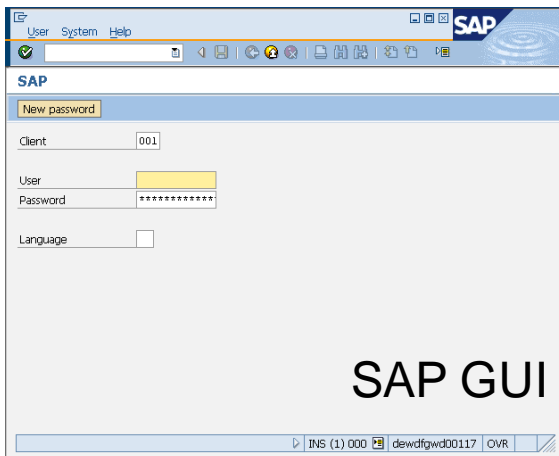 SAP
User System Help
SAP
New password
Client 001
User
Password ************
Language
SAP GUI
INS (1) 000 dewdfgwd00117 OVR